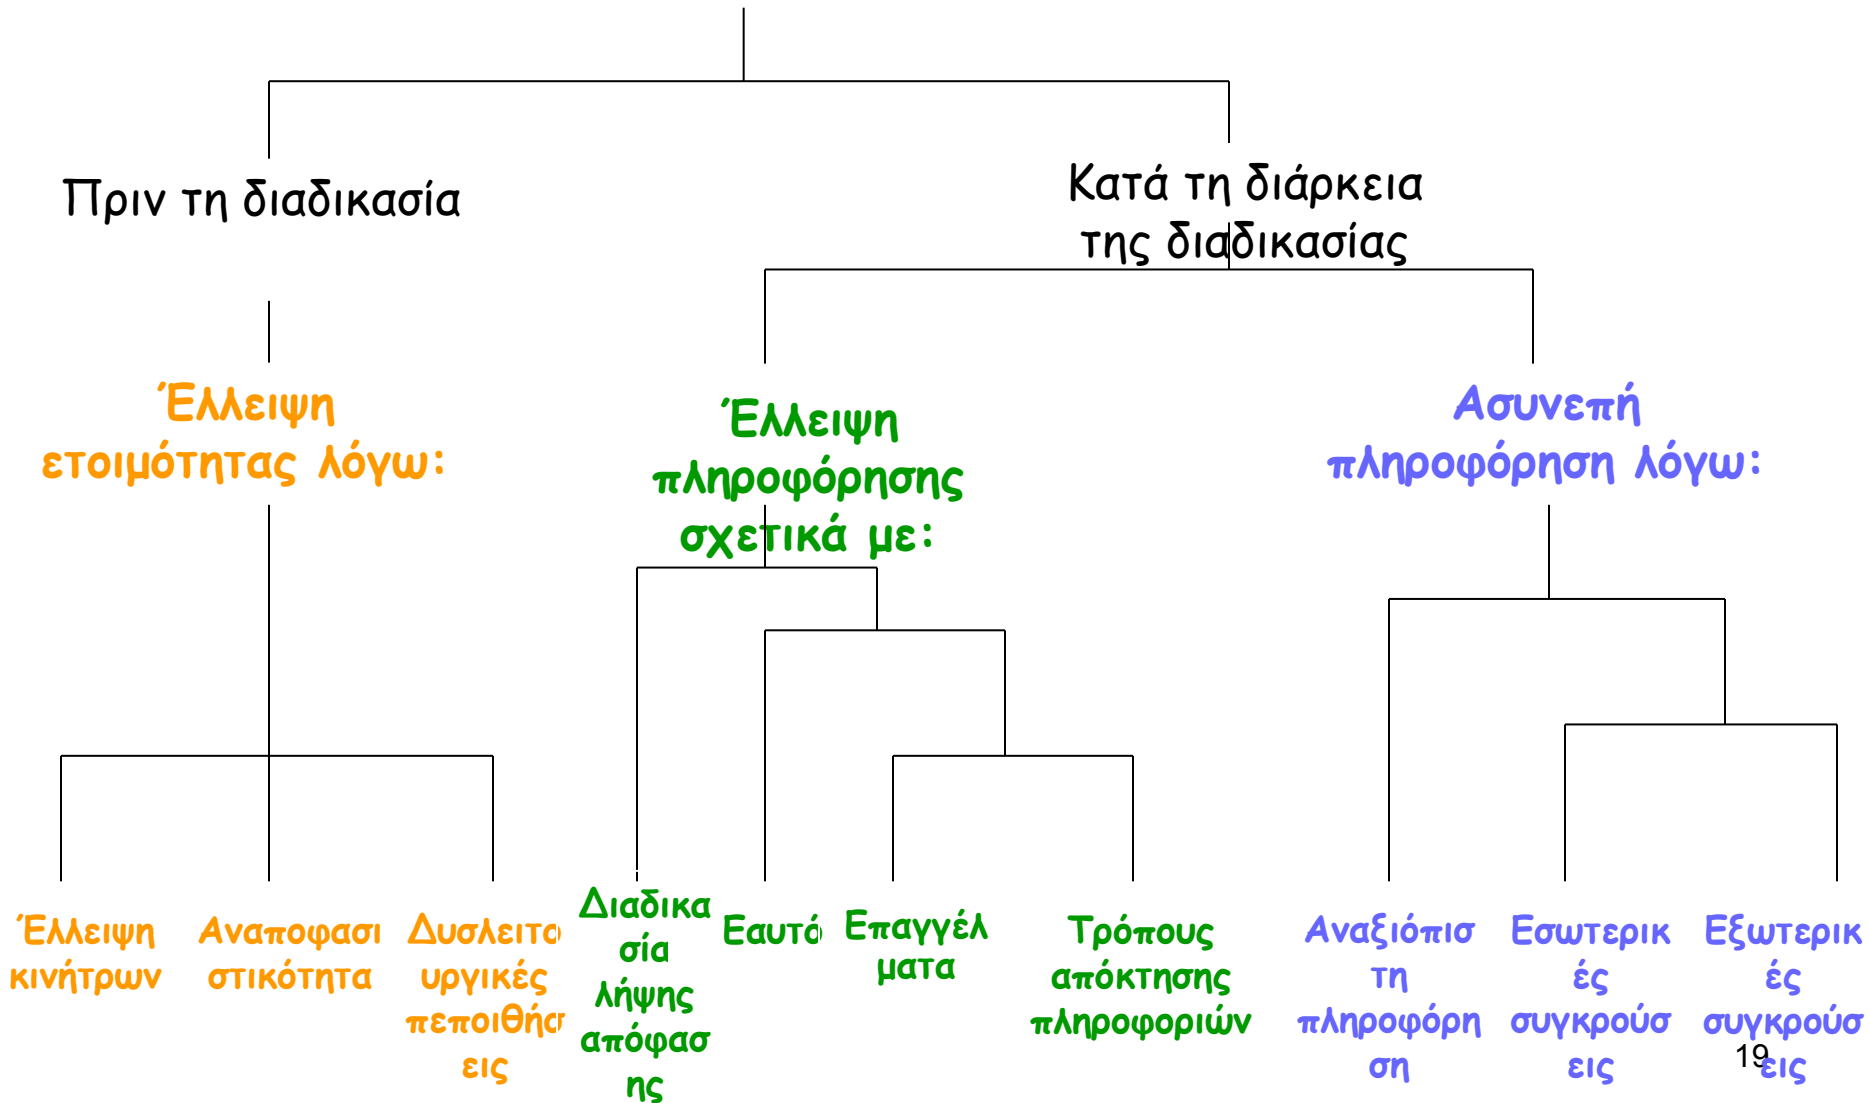 Πριν τη διαδικασία
Κατά τη διάρκεια
της διαδικασίας
Έλλειψη
ετοιμότητας λόγω:
Έλλειψη
πληροφόρησης
σχετικά με:
Ασυνεπή
πληροφόρηση λόγω:
Έλλειψη
κινήτρων
Αναποφασι
στικότητα
Δυσλειτο
υργικές
πεποιθήσ
εις
Διαδικα
σία
λήψης
απόφασ
ης
Εαυτό
Επαγγέλ
ματα
Τρόπους
απόκτησης
πληροφοριών
Αναξιόπισ
τη
πληροφόρη
ση
Εσωτερικ
ές
συγκρούσ
εις
Εξωτερικ
ές
συγκρούσ
εις
19